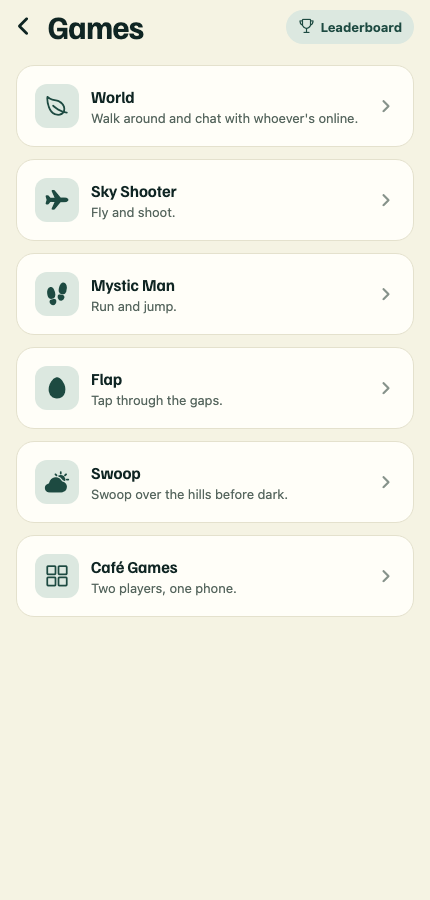 Games
Leaderboard
World
Walk around and chat with whoever's online.
Sky Shooter
Fly and shoot.
Mystic Man
Run and jump.
Flap
Tap through the gaps.
Swoop
Swoop over the hills before dark.
Café Games
Two players, one phone.